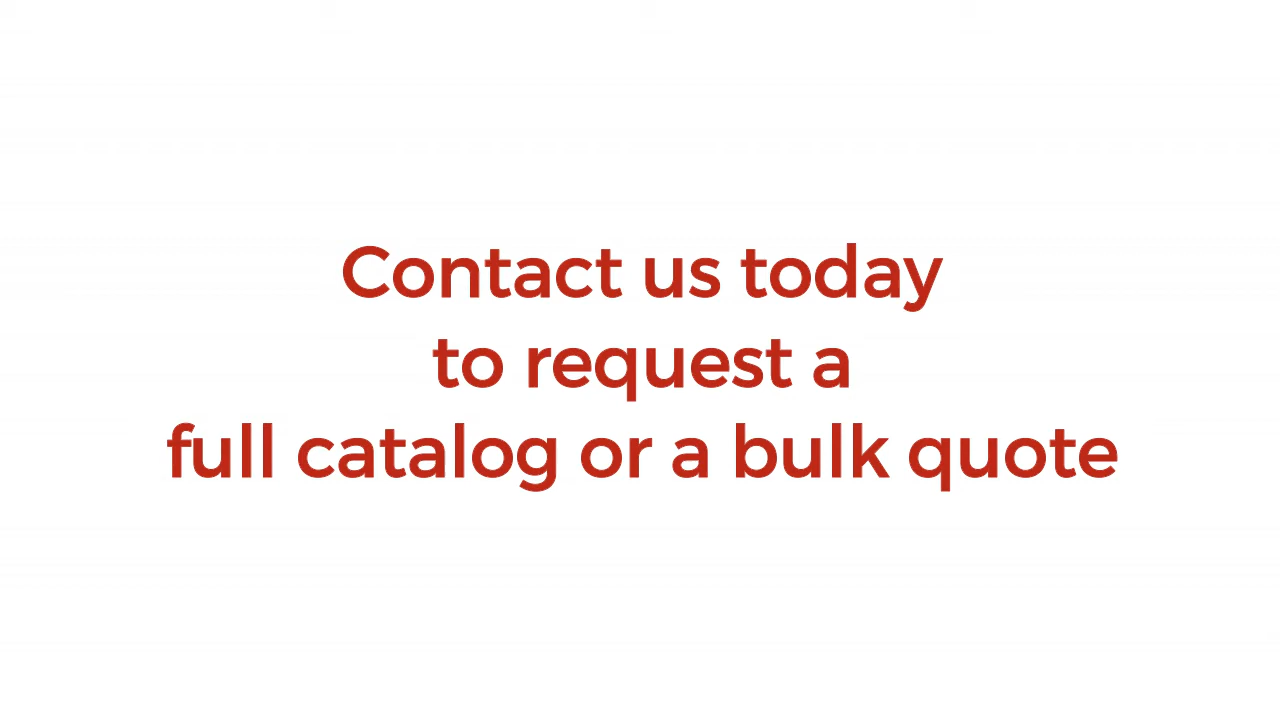 Contact us today
to request a
full catalog or a bulk quote